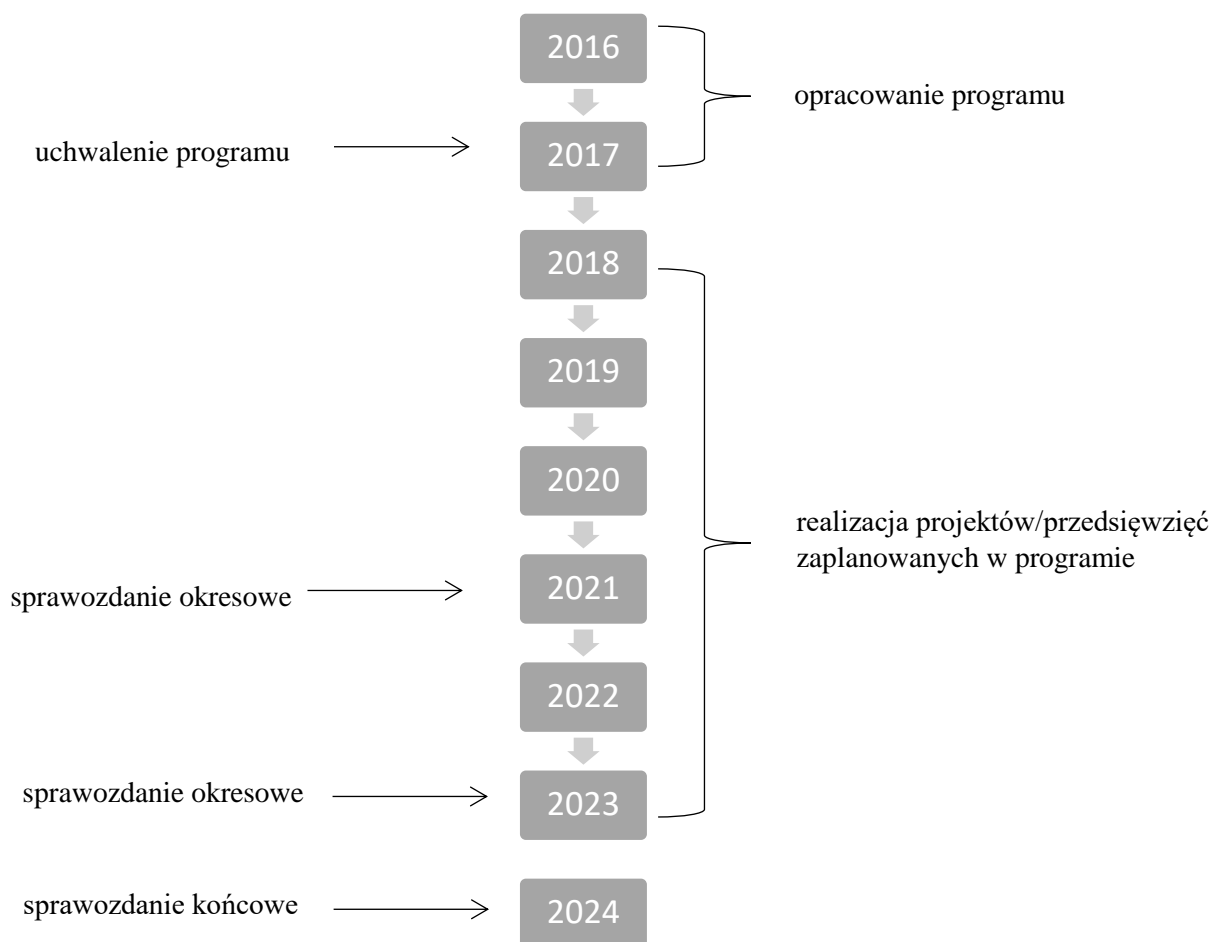 2016
opracowanie programu
uchwalenie programu
2017
2018
2019
2020
realizacja projektów/przedsięwzięć
zaplanowanych w programie
sprawozdanie okresowe
2021
2022
sprawozdanie okresowe
2023
sprawozdanie końcowe
2024